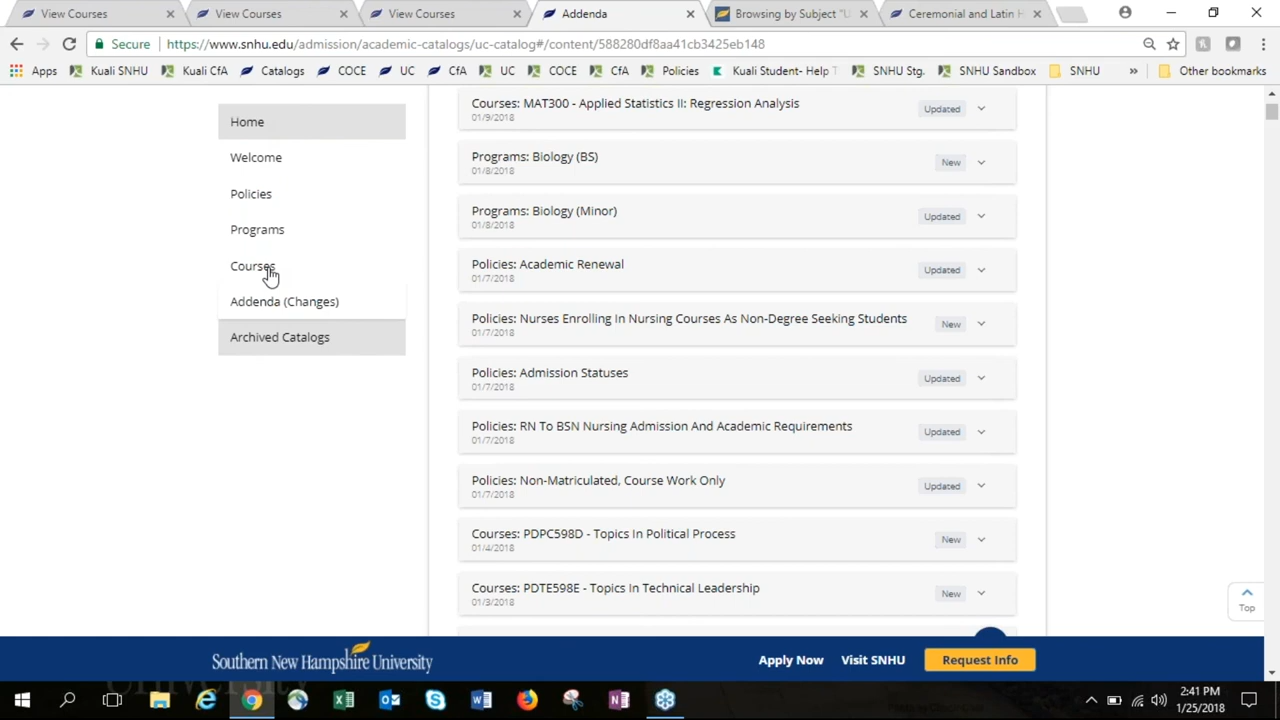 View Courses
View Courses
View Courses
Addenda
Browsing by Subject "U
Ceremonial and Latin H
Secure
https://www.snhu.edu/admission/academic-catalogs/uc-catalog#/content/588280df8aa41cb3425eb148
Apps
Kuali SNHU
Kuali CfA
Catalogs
COCE
UC
CfA
UC
COCE
CfA
Policies
Kuali Student- Help T
SNHU Stg.
SNHU Sandbox
SNHU
»
Other bookmarks
Home
Welcome
Policies
Programs
Courses
Addenda (Changes)
Archived Catalogs
Courses: MAT300 - Applied Statistics II: Regression Analysis
01/9/2018
Updated
Programs: Biology (BS)
01/8/2018
New
Programs: Biology (Minor)
01/8/2018
Updated
Policies: Academic Renewal
01/7/2018
Updated
Policies: Nurses Enrolling In Nursing Courses As Non-Degree Seeking Students
01/7/2018
New
Policies: Admission Statuses
01/7/2018
Updated
Policies: RN To BSN Nursing Admission And Academic Requirements
01/7/2018
Updated
Policies: Non-Matriculated, Course Work Only
01/7/2018
Updated
Courses: PDPC598D - Topics In Political Process
01/4/2018
New
Courses: PDTE598E - Topics In Technical Leadership
01/3/2018
New
Top
Southern New Hampshire University
Apply Now
Visit SNHU
Request Info
University
2:41 PM
1/25/2018